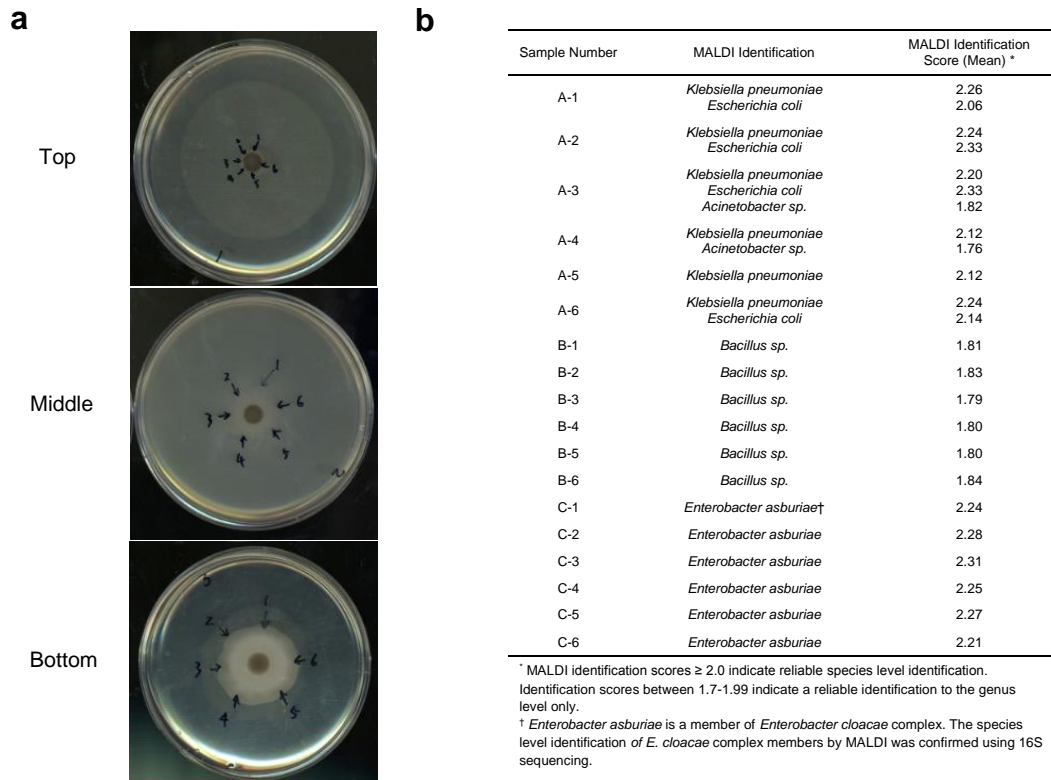 a
b
Top
Middle
Bottom
1
2
3
4
5
6
2
1
2
3
4
5
6
Sample Number MALDI Identification MALDI Identification
Score (Mean) *
A-1 Klebsiella pneumoniae 2.26
Escherichia coli 2.06
A-2 Klebsiella pneumoniae 2.24
Escherichia coli 2.33
A-3 Klebsiella pneumoniae 2.20
Escherichia coli 2.33
Acinetobacter sp. 1.82
A-4 Klebsiella pneumoniae 2.12
Acinetobacter sp. 1.76
A-5 Klebsiella pneumoniae 2.12
A-6 Klebsiella pneumoniae 2.24
Escherichia coli 2.14
B-1 Bacillus sp. 1.81
B-2 Bacillus sp. 1.83
B-3 Bacillus sp. 1.79
B-4 Bacillus sp. 1.80
B-5 Bacillus sp. 1.80
B-6 Bacillus sp. 1.84
C-1 Enterobacter asburiae† 2.24
C-2 Enterobacter asburiae 2.28
C-3 Enterobacter asburiae 2.31
C-4 Enterobacter asburiae 2.25
C-5 Enterobacter asburiae 2.27
C-6 Enterobacter asburiae 2.21
* MALDI identification scores ≥ 2.0 indicate reliable species level identification.
Identification scores between 1.7-1.99 indicate a reliable identification to the genus
level only.
† Enterobacter asburiae is a member of Enterobacter cloacae complex. The species
level identification of E. cloacae complex members by MALDI was confirmed using 16S
sequencing.